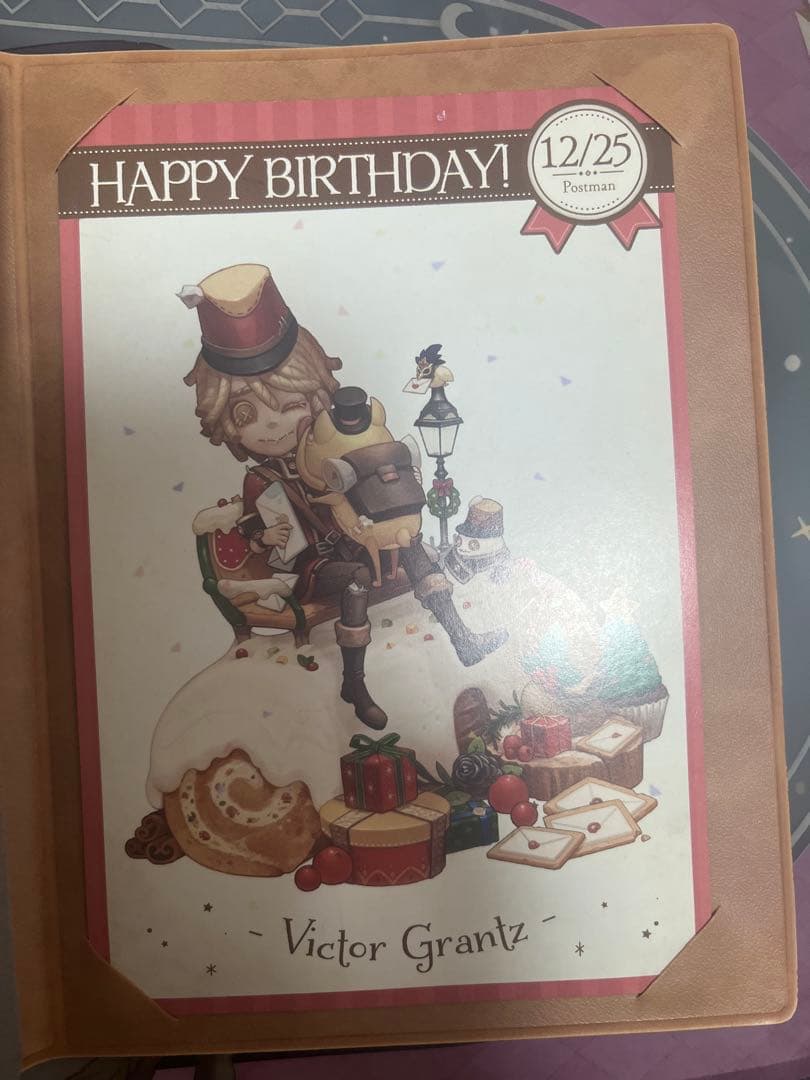 HAPPY BIRTHDAY!
12/25
Postman
Victor Grantz